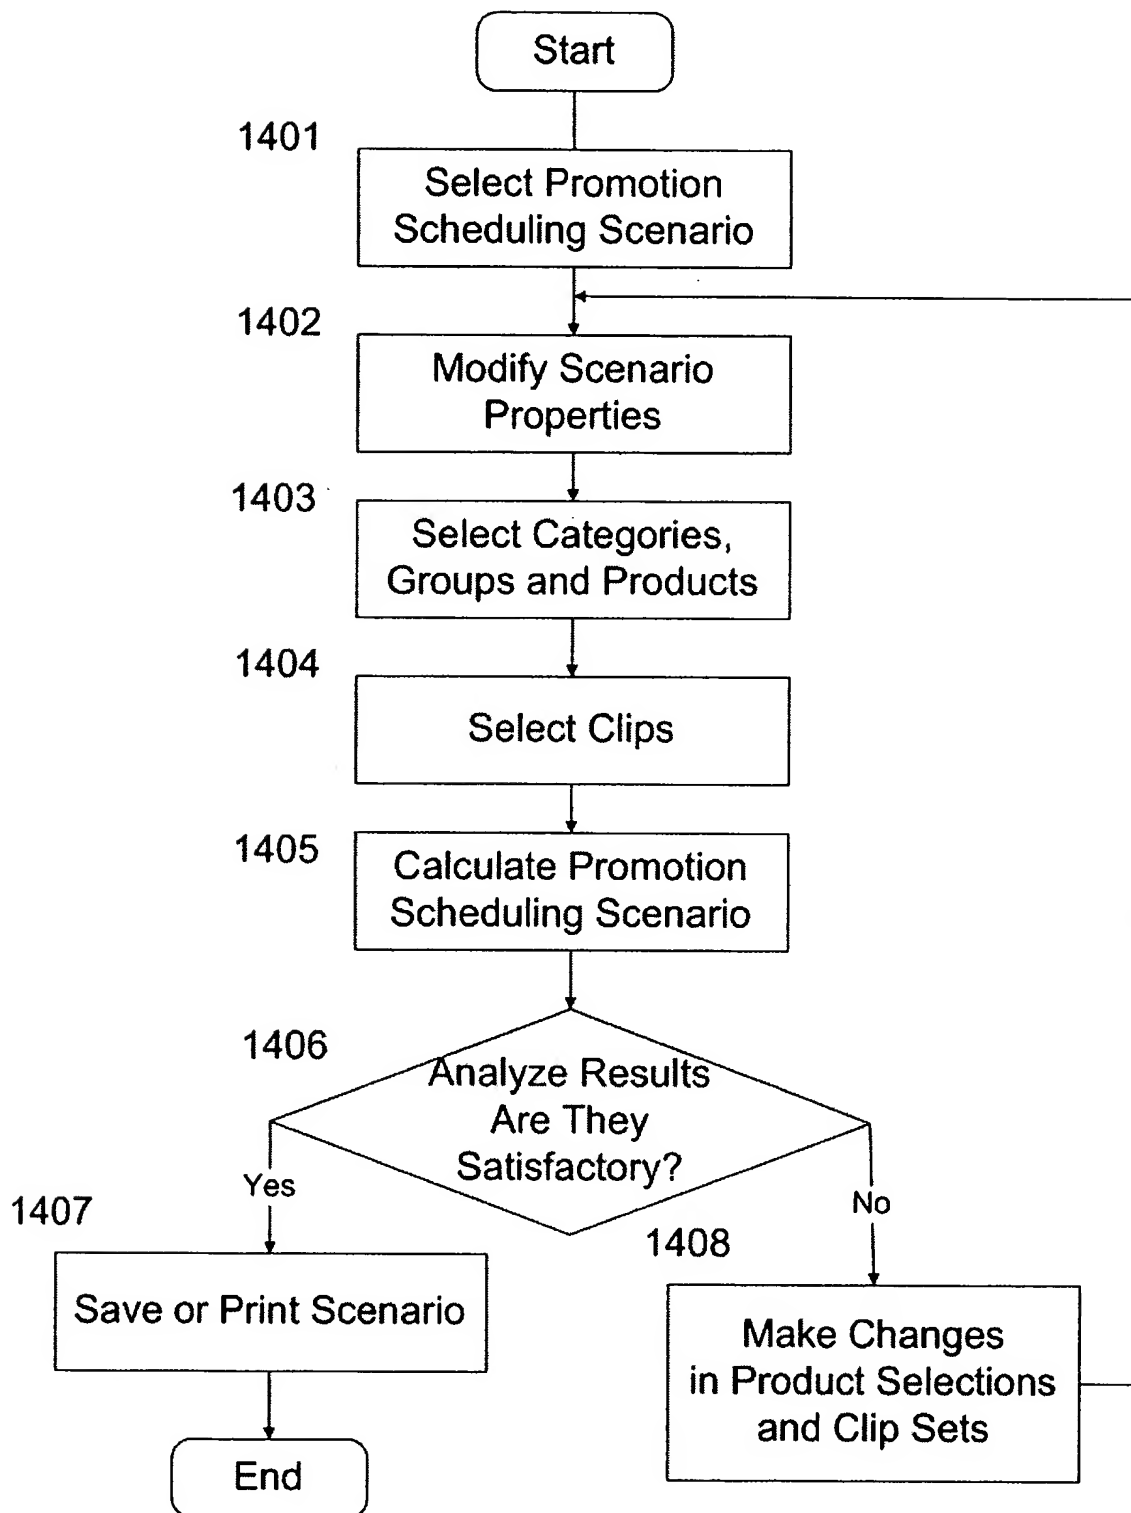 Start
1401
Select Promotion
Scheduling Scenario
1402
Modify Scenario
Properties
1403
Select Categories,
Groups and Products
1404
Select Clips
1405
Calculate Promotion
Scheduling Scenario
1406
Analyze Results
Are They
Satisfactory?
Yes
No
1407
Save or Print Scenario
1408
Make Changes
in Product Selections
and Clip Sets
End